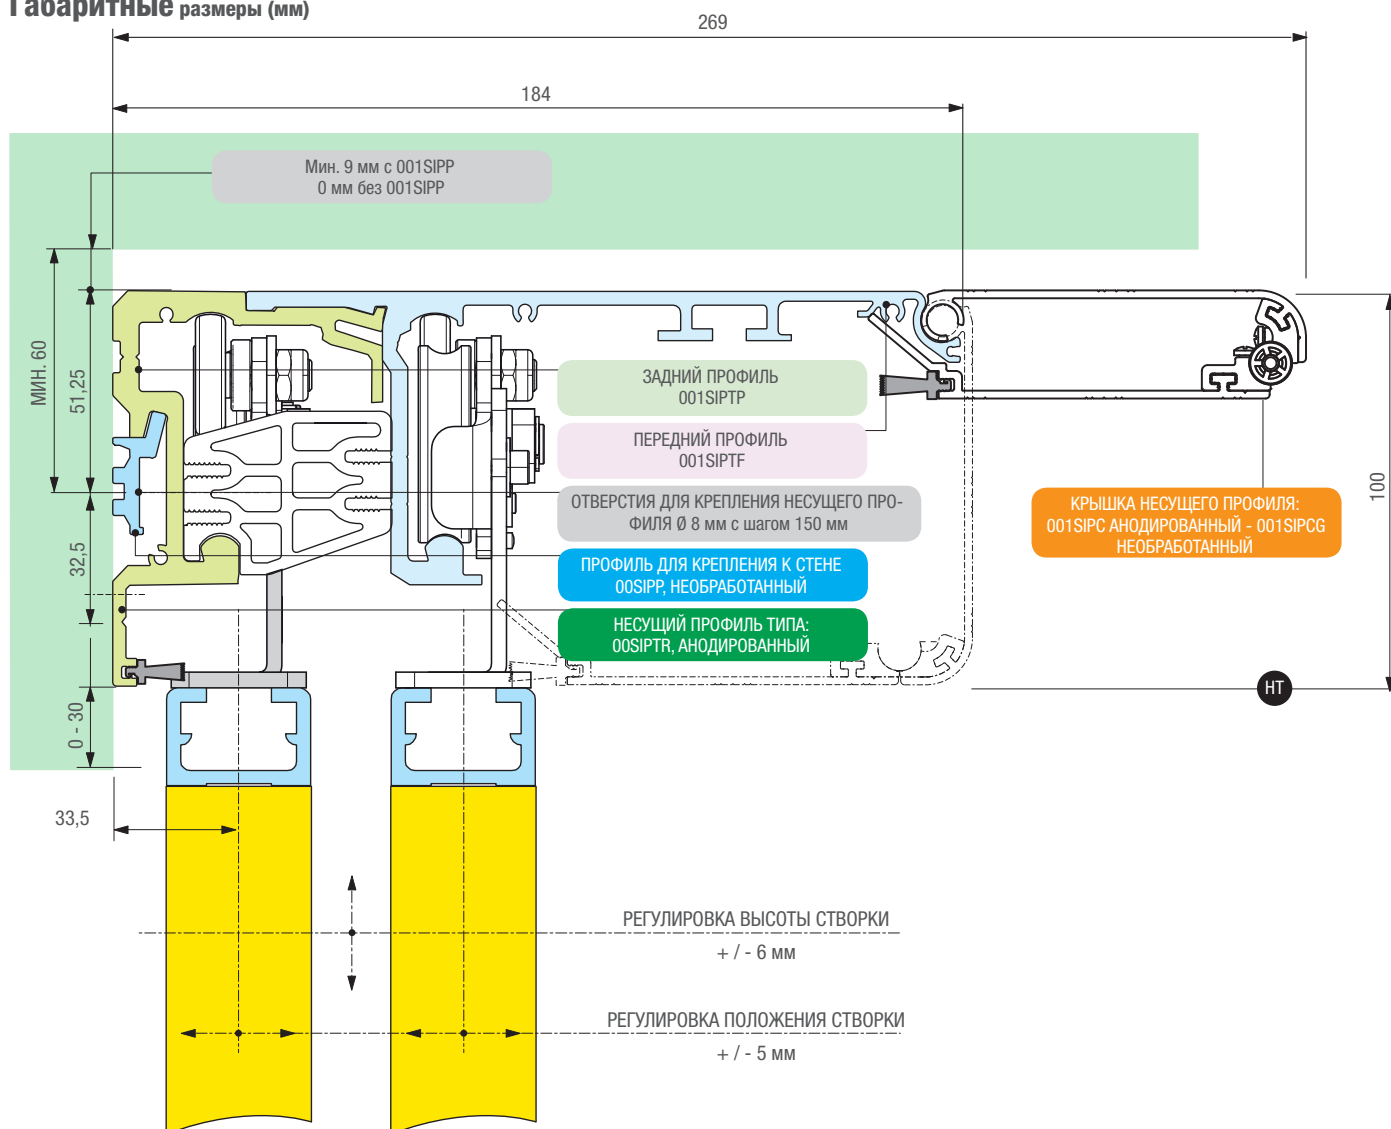 Габаритные размеры (мм)
269
184
Мин. 9 мм с 001SIPP
0 мм без 001SIPP
МИН. 60
51,25
32,5
0 - 30
33,5
100
ЗАДНИЙ ПРОФИЛЬ
001SIPTP
ПЕРЕДНИЙ ПРОФИЛЬ
001SIPTF
ОТВЕРСТИЯ ДЛЯ КРЕПЛЕНИЯ НЕСУЩЕГО ПРО-
ФИЛЯ Ø 8 мм с шагом 150 мм
ПРОФИЛЬ ДЛЯ КРЕПЛЕНИЯ К СТЕНЕ
00SIPP, НЕОБРАБОТАННЫЙ
НЕСУЩИЙ ПРОФИЛЬ ТИПА:
00SIPTR, АНОДИРОВАННЫЙ
КРЫШКА НЕСУЩЕГО ПРОФИЛЯ:
001SIPC АНОДИРОВАННЫЙ - 001SIPCG
НЕОБРАБОТАННЫЙ
HT
РЕГУЛИРОВКА ВЫСОТЫ СТВОРКИ
+ / - 6 мм
РЕГУЛИРОВКА ПОЛОЖЕНИЯ СТВОРКИ
+ / - 5 мм